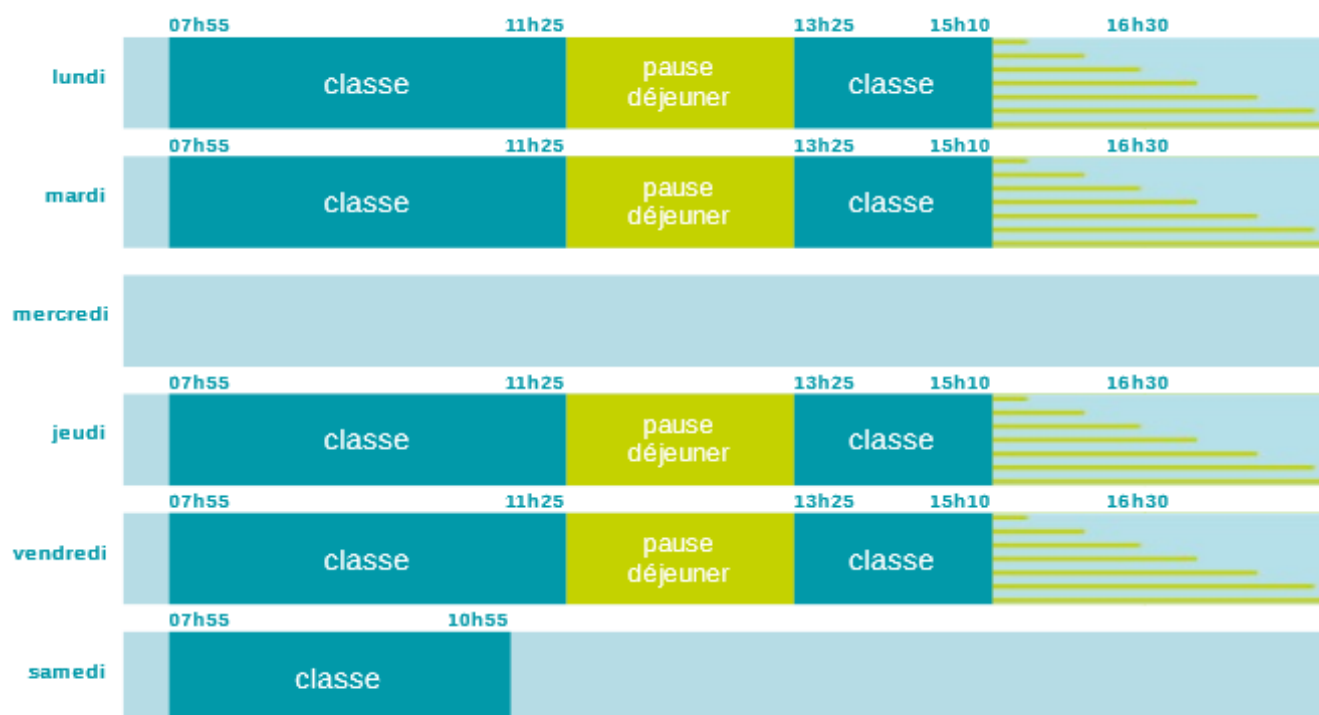 07h55 11h25 13h25 15h10 16h30
lundi classe pause déjeuner classe
07h55 11h25 13h25 15h10 16h30
mardi classe pause déjeuner classe
mercredi
07h55 11h25 13h25 15h10 16h30
jeudi classe pause déjeuner classe
07h55 11h25 13h25 15h10 16h30
vendredi classe pause déjeuner classe
07h55 10h55
samedi classe